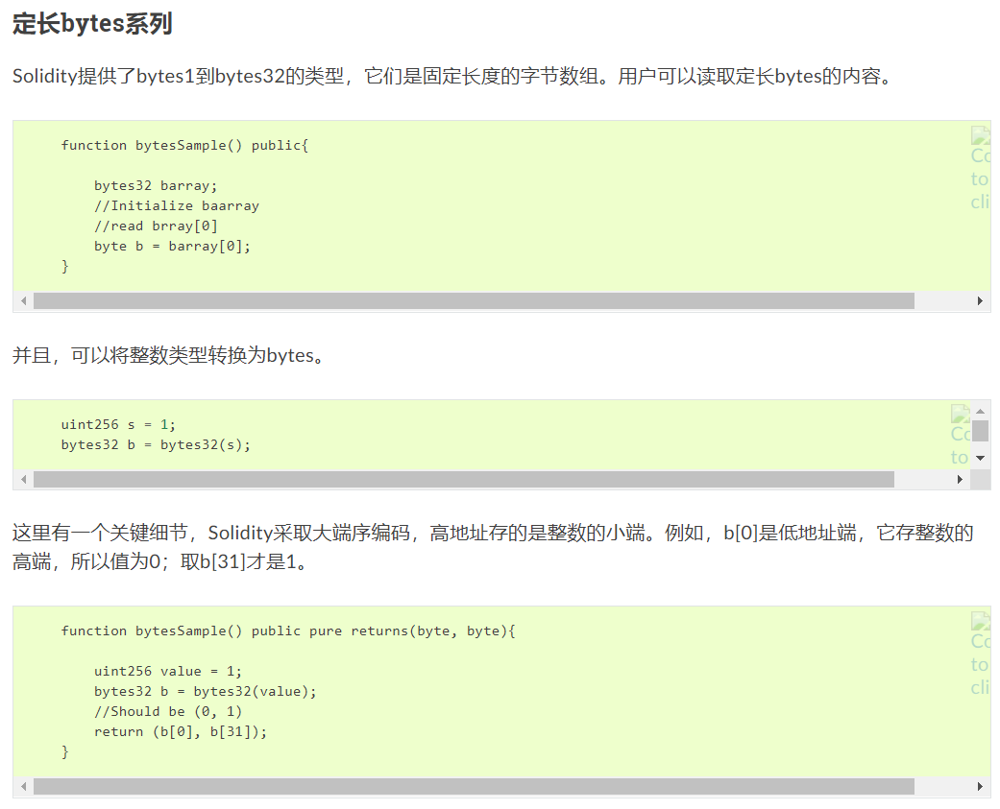 定长bytes系列
Solidity提供了bytes1到bytes32的类型，它们是固定长度的字节数组。用户可以读取定长bytes的内容。
function bytesSample() public{
bytes32 barray;
//Initialize baarray
//read brray[0]
byte b = barray[0];
}
Co
to
cli
并且，可以将整数类型转换为bytes。
uint256 s = 1;
bytes32 b = bytes32(s);
Co
to
这里有一个关键细节，Solidity采取大端序编码，高地址存的是整数的小端。例如，b[0]是低地址端，它存整数的
高端，所以值为0；取b[31]才是1。
function bytesSample() public pure returns(byte, byte){
uint256 value = 1;
bytes32 b = bytes32(value);
//Should be (0, 1)
return (b[0], b[31]);
}
Co
to
cli